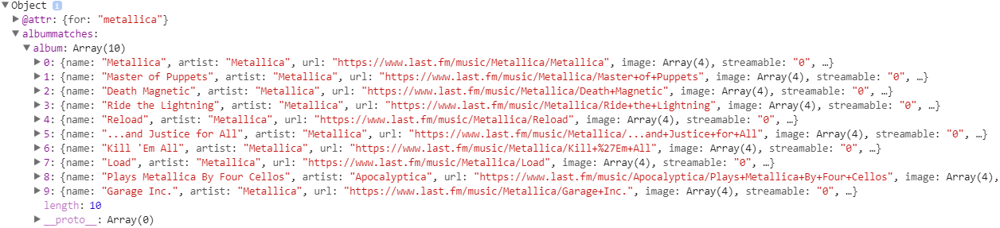 Object i
@attr: {for: "metallica"}
albummatches:
album: Array(10)
0: {name: "Metallica", artist: "Metallica", url: "https://www.last.fm/music/Metallica/Metallica", image: Array(4), streamable: "0", …}
1: {name: "Master of Puppets", artist: "Metallica", url: "https://www.last.fm/music/Metallica/Master+of+Puppets", image: Array(4), streamable: "0", …}
2: {name: "Death Magnetic", artist: "Metallica", url: "https://www.last.fm/music/Metallica/Death+Magnetic", image: Array(4), streamable: "0", …}
3: {name: "Ride the Lightning", artist: "Metallica", url: "https://www.last.fm/music/Metallica/Ride+the+Lightning", image: Array(4), streamable: "0", …}
4: {name: "Reload", artist: "Metallica", url: "https://www.last.fm/music/Metallica/Reload", image: Array(4), streamable: "0", …}
5: {name: "...and Justice for All", artist: "Metallica", url: "https://www.last.fm/music/Metallica/...and+Justice+for+All", image: Array(4), streamable: "0", …}
6: {name: "Kill 'Em All", artist: "Metallica", url: "https://www.last.fm/music/Metallica/Kill+%27Em+All", image: Array(4), streamable: "0", …}
7: {name: "Load", artist: "Metallica", url: "https://www.last.fm/music/Metallica/Load", image: Array(4), streamable: "0", …}
8: {name: "Plays Metallica By Four Cellos", artist: "Apocalyptica", url: "https://www.last.fm/music/Apocalyptica/Plays+Metallica+By+Four+Cellos", image: Array(4),
9: {name: "Garage Inc.", artist: "Metallica", url: "https://www.last.fm/music/Metallica/Garage+Inc.", image: Array(4), streamable: "0", …}
length: 10
__proto__: Array(0)